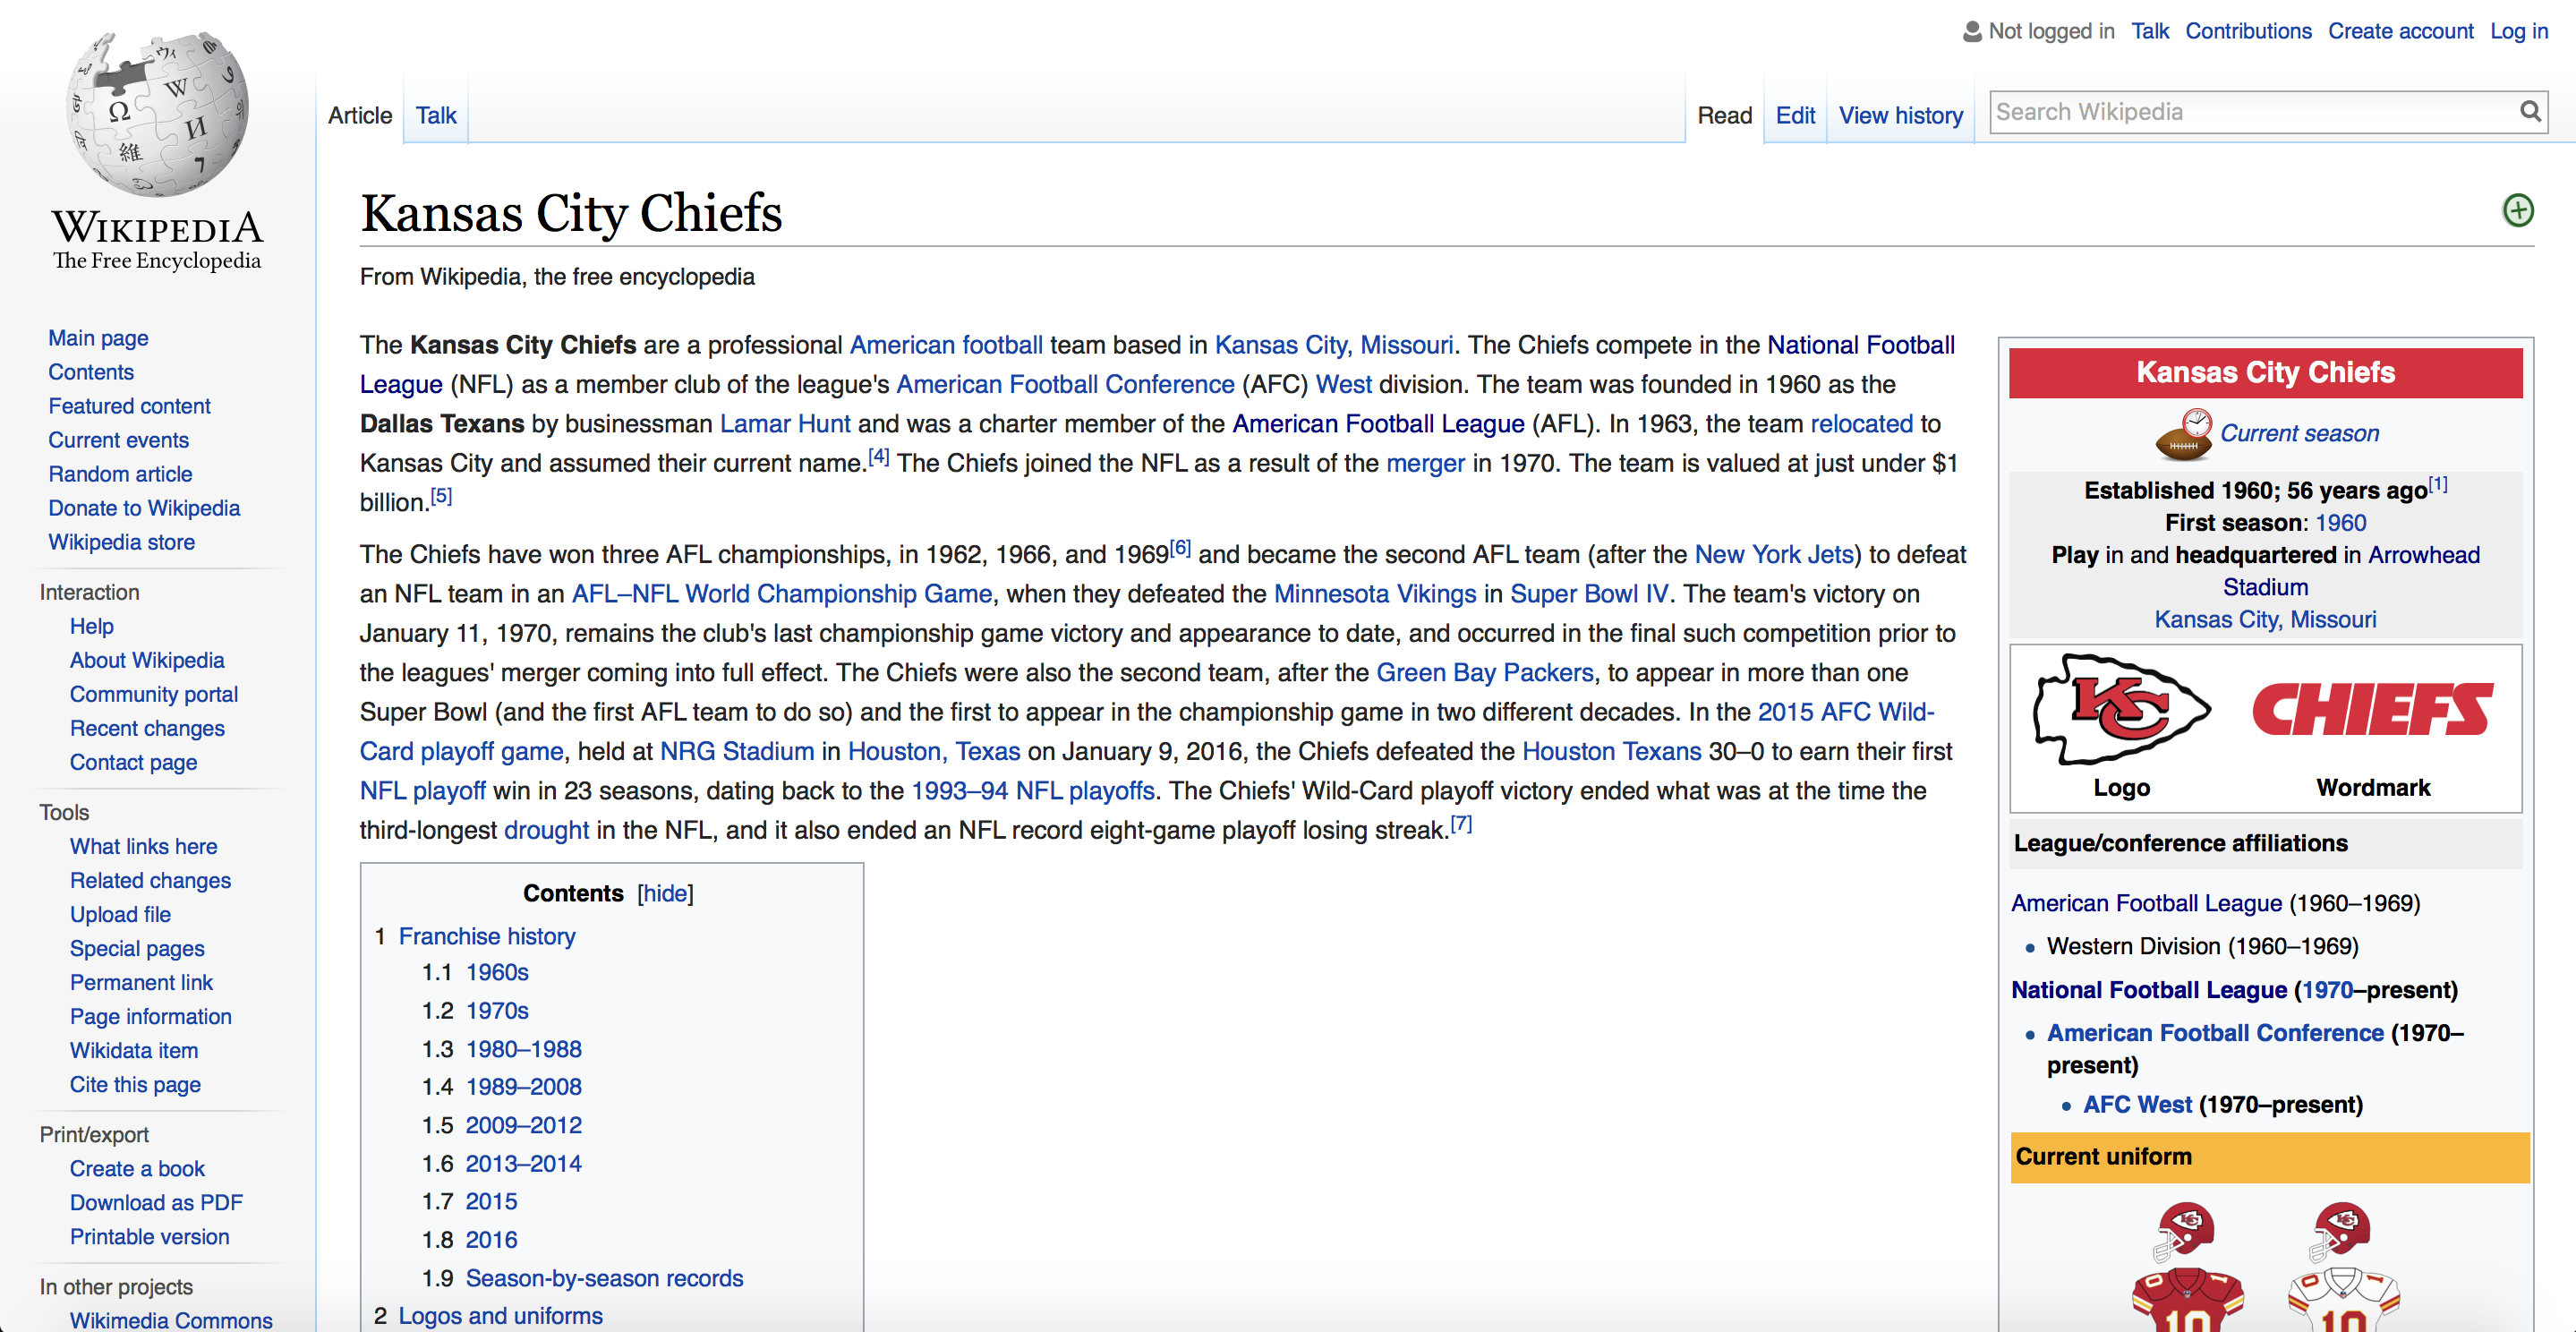 Not logged in Talk Contributions Create account Log in
Article Talk Read Edit View history Search Wikipedia
WIKIPEDIA
The Free Encyclopedia
Main page
Contents
Featured content
Current events
Random article
Donate to Wikipedia
Wikipedia store
Interaction
Help
About Wikipedia
Community portal
Recent changes
Contact page
Tools
What links here
Related changes
Upload file
Special pages
Permanent link
Page information
Wikidata item
Cite this page
Print/export
Create a book
Download as PDF
Printable version
In other projects
Wikimedia Commons
Kansas City Chiefs
From Wikipedia, the free encyclopedia
The Kansas City Chiefs are a professional American football team based in Kansas City, Missouri. The Chiefs compete in the National Football
League (NFL) as a member club of the league's American Football Conference (AFC) West division. The team was founded in 1960 as the
Dallas Texans by businessman Lamar Hunt and was a charter member of the American Football League (AFL). In 1963, the team relocated to
Kansas City and assumed their current name.[4] The Chiefs joined the NFL as a result of the merger in 1970. The team is valued at just under $1
billion.[5]
The Chiefs have won three AFL championships, in 1962, 1966, and 1969[6] and became the second AFL team (after the New York Jets) to defeat
an NFL team in an AFL–NFL World Championship Game, when they defeated the Minnesota Vikings in Super Bowl IV. The team's victory on
January 11, 1970, remains the club's last championship game victory and appearance to date, and occurred in the final such competition prior to
the leagues' merger coming into full effect. The Chiefs were also the second team, after the Green Bay Packers, to appear in more than one
Super Bowl (and the first AFL team to do so) and the first to appear in the championship game in two different decades. In the 2015 AFC Wild-
Card playoff game, held at NRG Stadium in Houston, Texas on January 9, 2016, the Chiefs defeated the Houston Texans 30–0 to earn their first
NFL playoff win in 23 seasons, dating back to the 1993–94 NFL playoffs. The Chiefs' Wild-Card playoff victory ended what was at the time the
third-longest drought in the NFL, and it also ended an NFL record eight-game playoff losing streak.[7]
Contents [hide]
1 Franchise history
1.1 1960s
1.2 1970s
1.3 1980–1988
1.4 1989–2008
1.5 2009–2012
1.6 2013–2014
1.7 2015
1.8 2016
1.9 Season-by-season records
2 Logos and uniforms
Kansas City Chiefs
Current season
Established 1960; 56 years ago[1]
First season: 1960
Play in and headquartered in Arrowhead
Stadium
Kansas City, Missouri
KC CHIEFS
Logo Wordmark
League/conference affiliations
American Football League (1960–1969)
• Western Division (1960–1969)
National Football League (1970–present)
• American Football Conference (1970–
present)
• AFC West (1970–present)
Current uniform
10 10